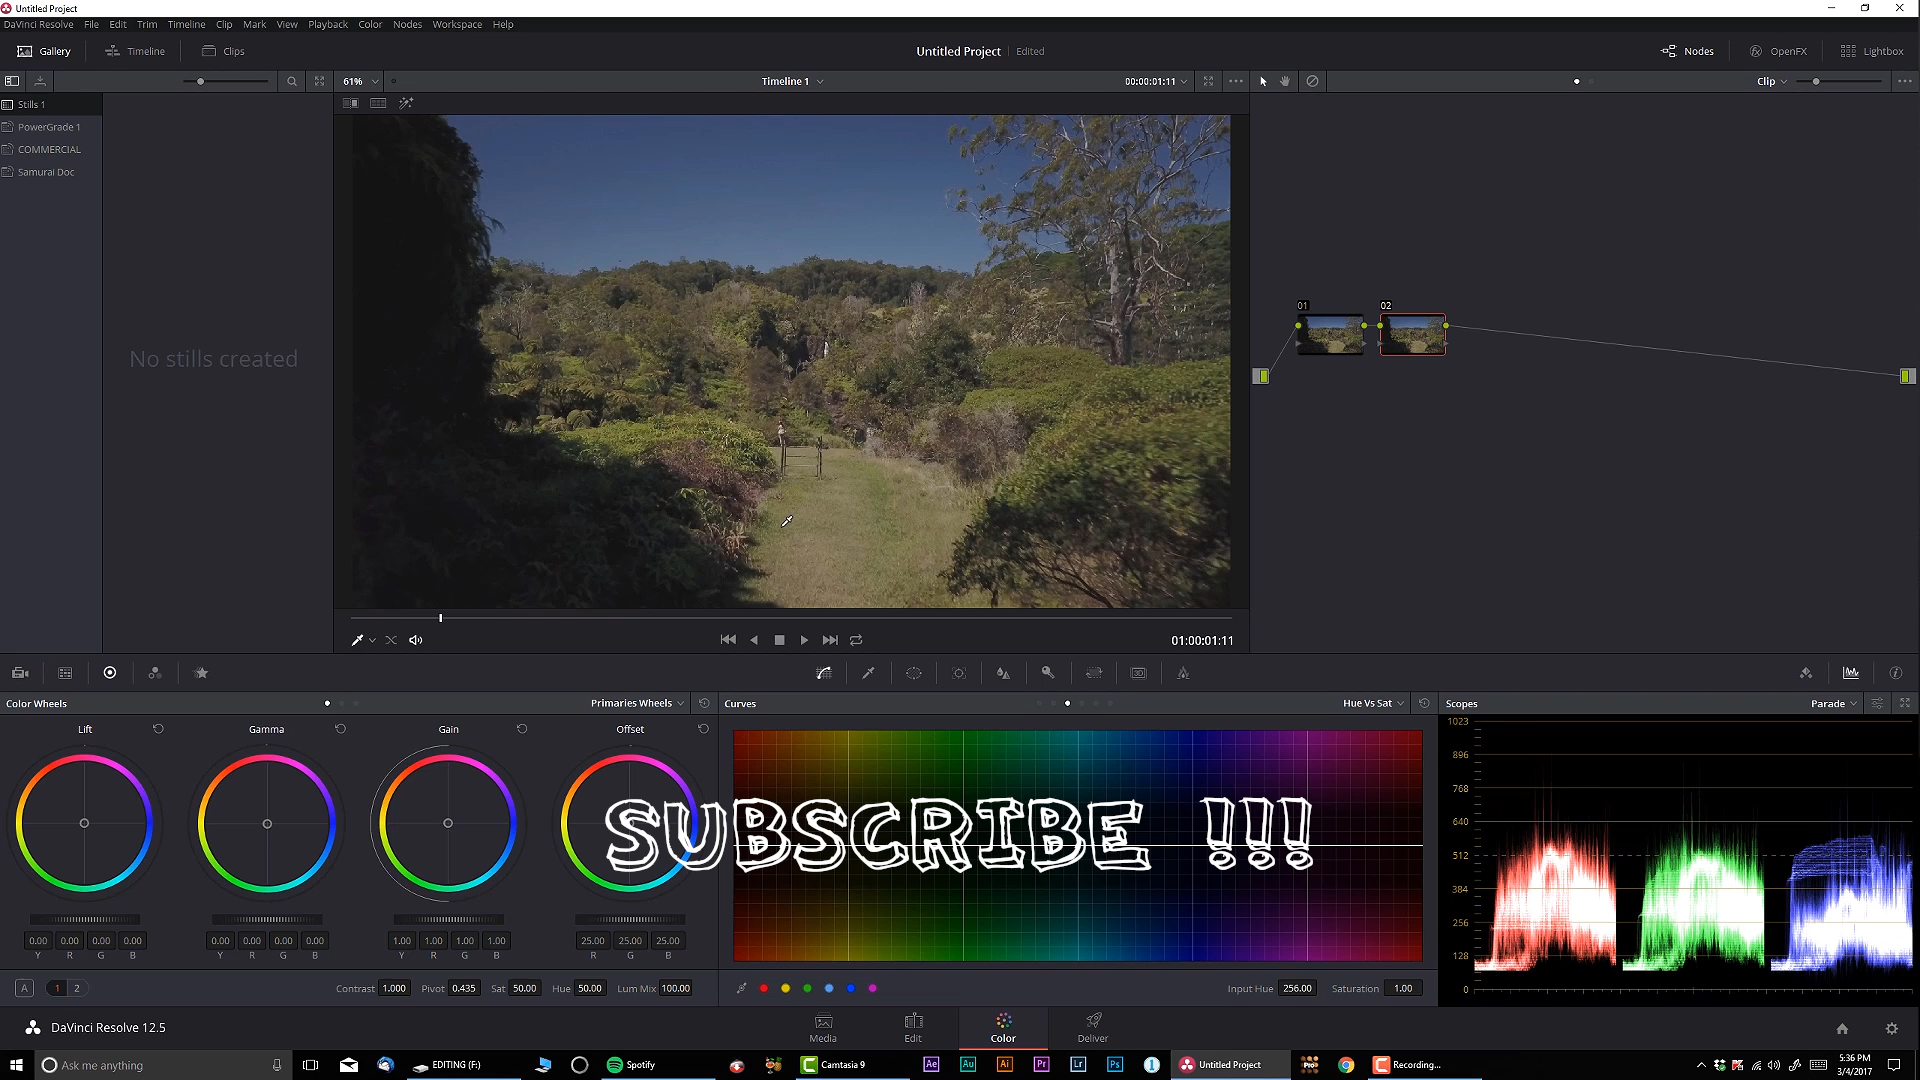 Untitled Project
DaVinci Resolve File Edit Trim Timeline Clip Mark View Playback Color Nodes Workspace Help
Gallery Timeline Clips Untitled Project Edited Nodes OpenFX Lightbox
61% Timeline 1 00:00:01:11 Clip
Stills 1
PowerGrade 1
COMMERCIAL
Samurai Doc
No stills created
01 02
01:00:01:11
Color Wheels Primaries Wheels Curves Hue Vs Sat Scopes Parade
Lift Gamma Gain Offset
1023
896
768
640
512
384
256
128
0
SUBSCRIBE !!!
0.00 0.00 0.00 0.00 0.00 0.00 0.00 0.00 1.00 1.00 1.00 1.00 25.00 25.00 25.00
Y R G B Y R G B Y R G B R G B
A 1 2 Contrast 1.000 Pivot 0.435 Sat 50.00 Hue 50.00 Lum Mix 100.00 Input Hue 256.00 Saturation 1.00
DaVinci Resolve 12.5 Media Edit Color Deliver
Ask me anything EDITING (F:) Spotify Camtasia 9 Ae Au Ai Pr Lr Ps Untitled Project Recording... 5:36 PM
3/4/2017